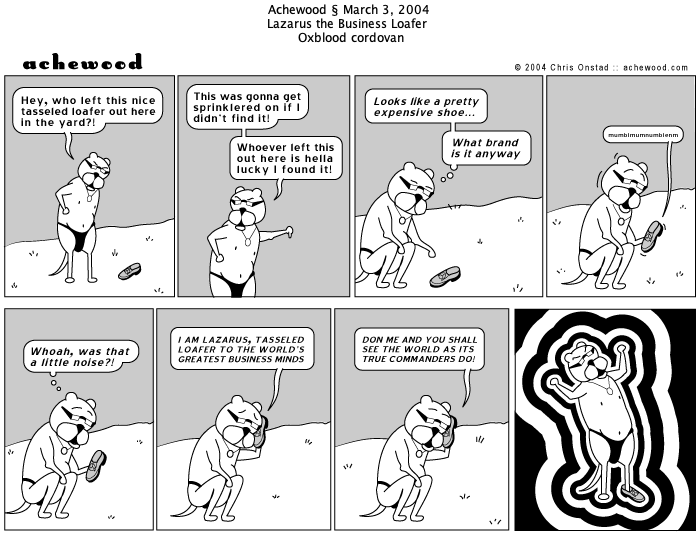 Achewood § March 3, 2004
Lazarus the Business Loafer
Oxblood cordovan
achewood
© 2004 Chris Onstad :: achewood.com
Hey, who left this nice
tasseled loafer out here
in the yard?!
This was gonna get
sprinklered on if I
didn't find it!
Whoever left this
out here is hella
lucky I found it!
Looks like a pretty
expensive shoe...
What brand
is it anyway
mumblmumnumblenm
Whoah, was that
a little noise?!
I AM LAZARUS, TASSELED
LOAFER TO THE WORLD'S
GREATEST BUSINESS MINDS
DON ME AND YOU SHALL
SEE THE WORLD AS ITS
TRUE COMMANDERS DO!